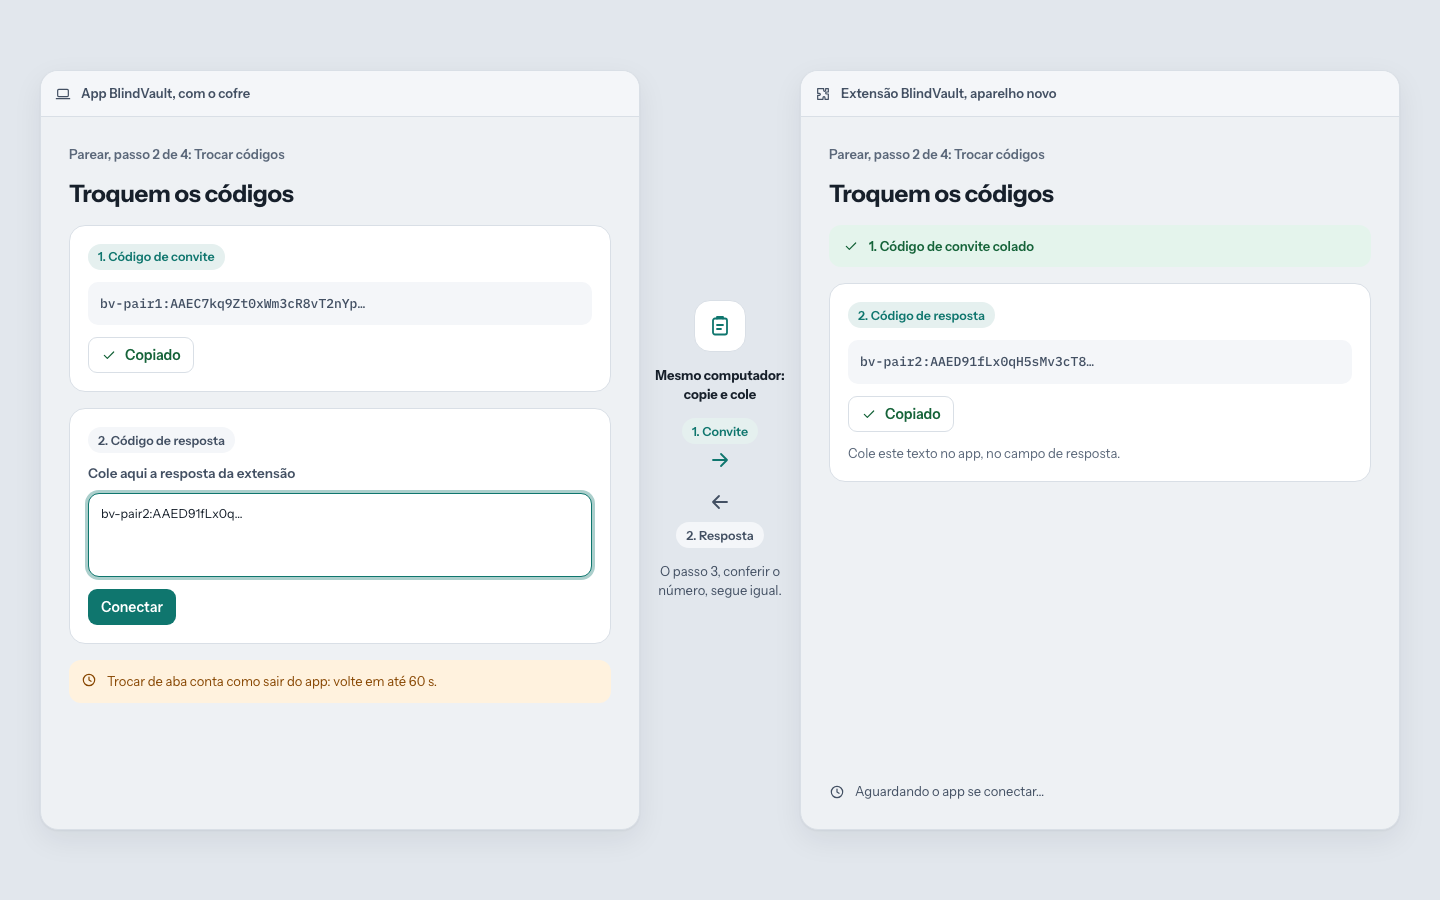 App BlindVault, com o cofre
Parear, passo 2 de 4: Trocar códigos
Troquem os códigos
1. Código de convite
bv-pair1:AAEC7kq9Zt0xWm3cR8vT2nYp…
Copiado
2. Código de resposta
Cole aqui a resposta da extensão
bv-pair2:AAED91fLx0q…
Conectar
Trocar de aba conta como sair do app: volte em até 60 s.
Mesmo computador:
copie e cole
1. Convite
2. Resposta
O passo 3, conferir o
número, segue igual.
Extensão BlindVault, aparelho novo
Parear, passo 2 de 4: Trocar códigos
Troquem os códigos
1. Código de convite colado
2. Código de resposta
bv-pair2:AAED91fLx0qH5sMv3cT8…
Copiado
Cole este texto no app, no campo de resposta.
Aguardando o app se conectar…